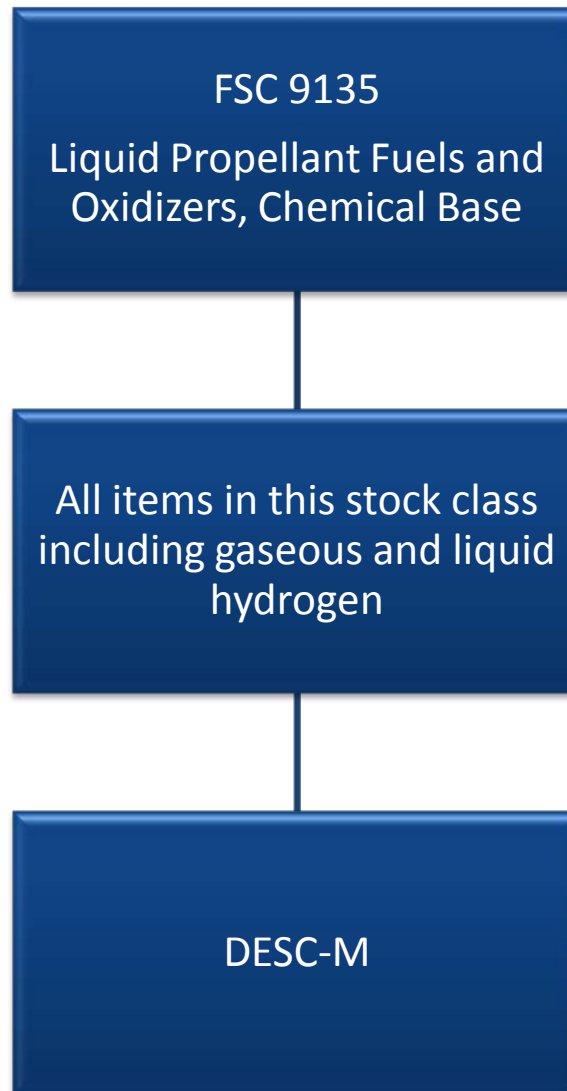 FSC 9135
Liquid Propellant Fuels and
Oxidizers, Chemical Base
All items in this stock class
including gaseous and liquid
hydrogen
DESC-M